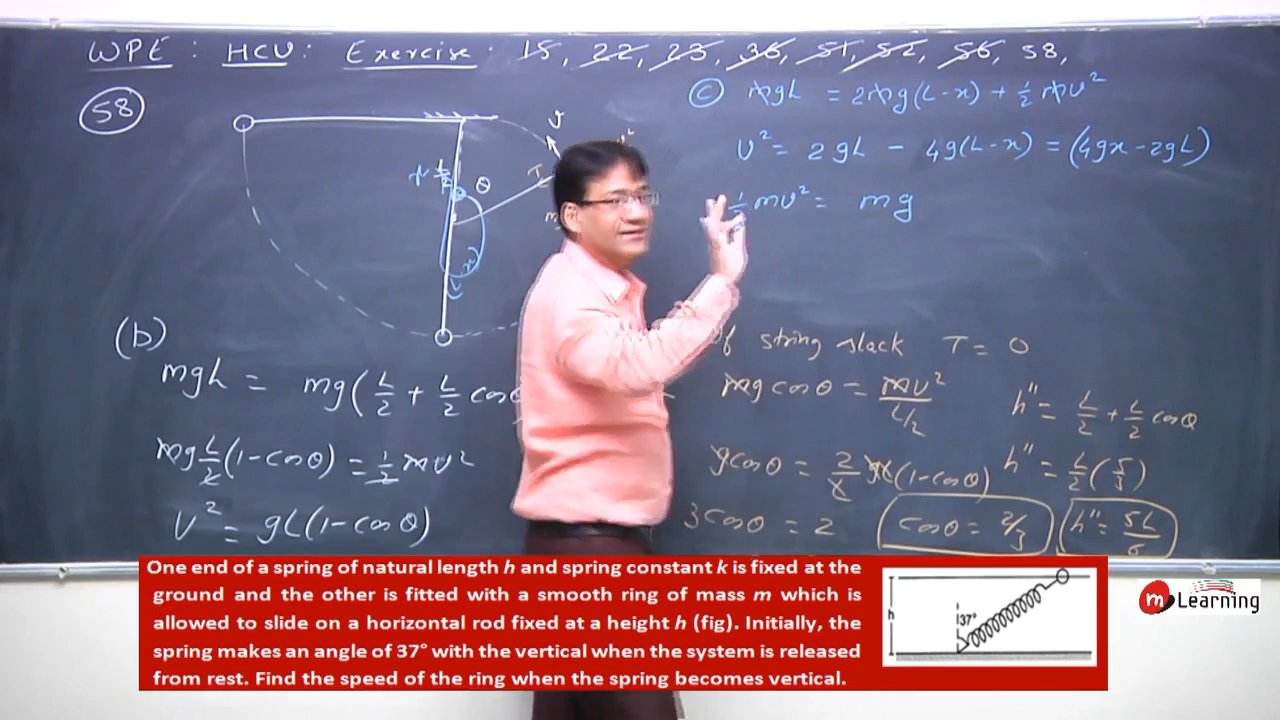 WPE : HCV : Exercise : 15, 22, 23, 36, 51, 52, 56, 58,
58
v
L/2
θ
T
x
L
(b)
mgL = mg(L/2 + L/2 cosθ
mg L/2 (1-cosθ) = 1/2 mv²
v² = gL(1-cosθ)
(c) mgL = 2mg(L-x) + 1/2 mv²
v² = 2gL - 4g(L-x) = (4gx-2gL)
1/2 mv² = mg
If string slack T = 0
mg cosθ = mv²/L/2
h" = L/2 + L/2 cosθ
g cosθ = 2/L gL(1-cosθ)
h" = L/2 (5/3)
3 cosθ = 2
cosθ = 2/3
h" = 5L/6
One end of a spring of natural length h and spring constant k is fixed at the
ground and the other is fitted with a smooth ring of mass m which is
allowed to slide on a horizontal rod fixed at a height h (fig). Initially, the
spring makes an angle of 37° with the vertical when the system is released
from rest. Find the speed of the ring when the spring becomes vertical.
h
37°
m Learning